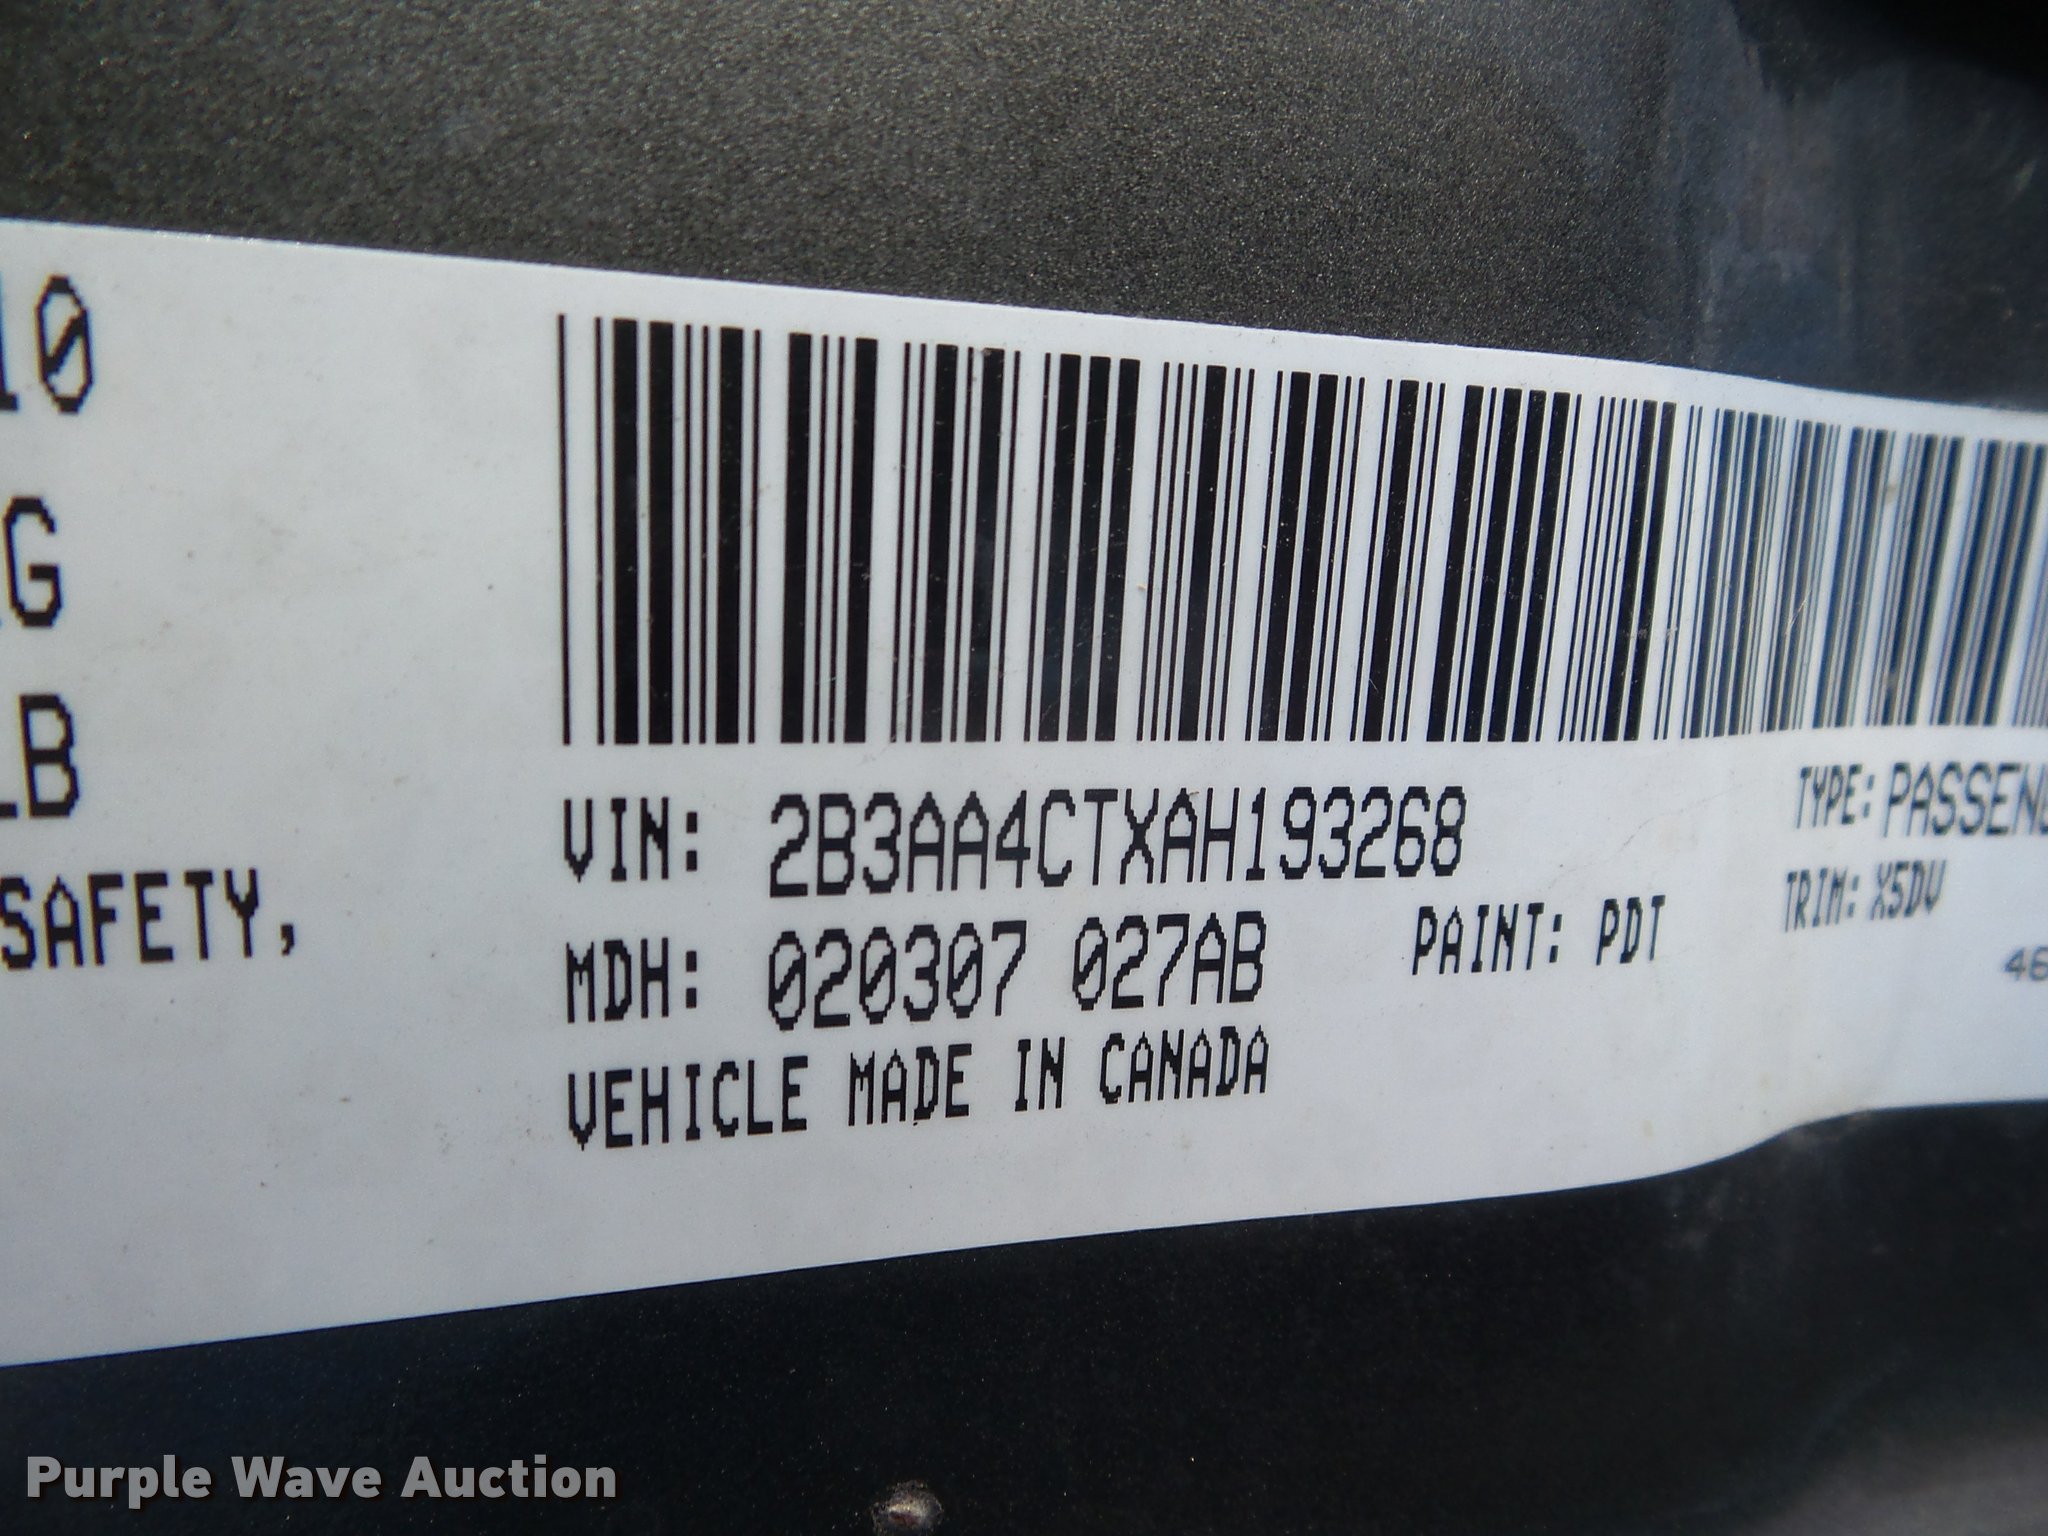 10
G
LB
SAFETY,
VIN: 2B3AA4CTXAH193268
TYPE: PASSEN
MDH: 020307 027AB
PAINT: PDT
TRIM: X5DV
46
VEHICLE MADE IN CANADA
Purple Wave Auction